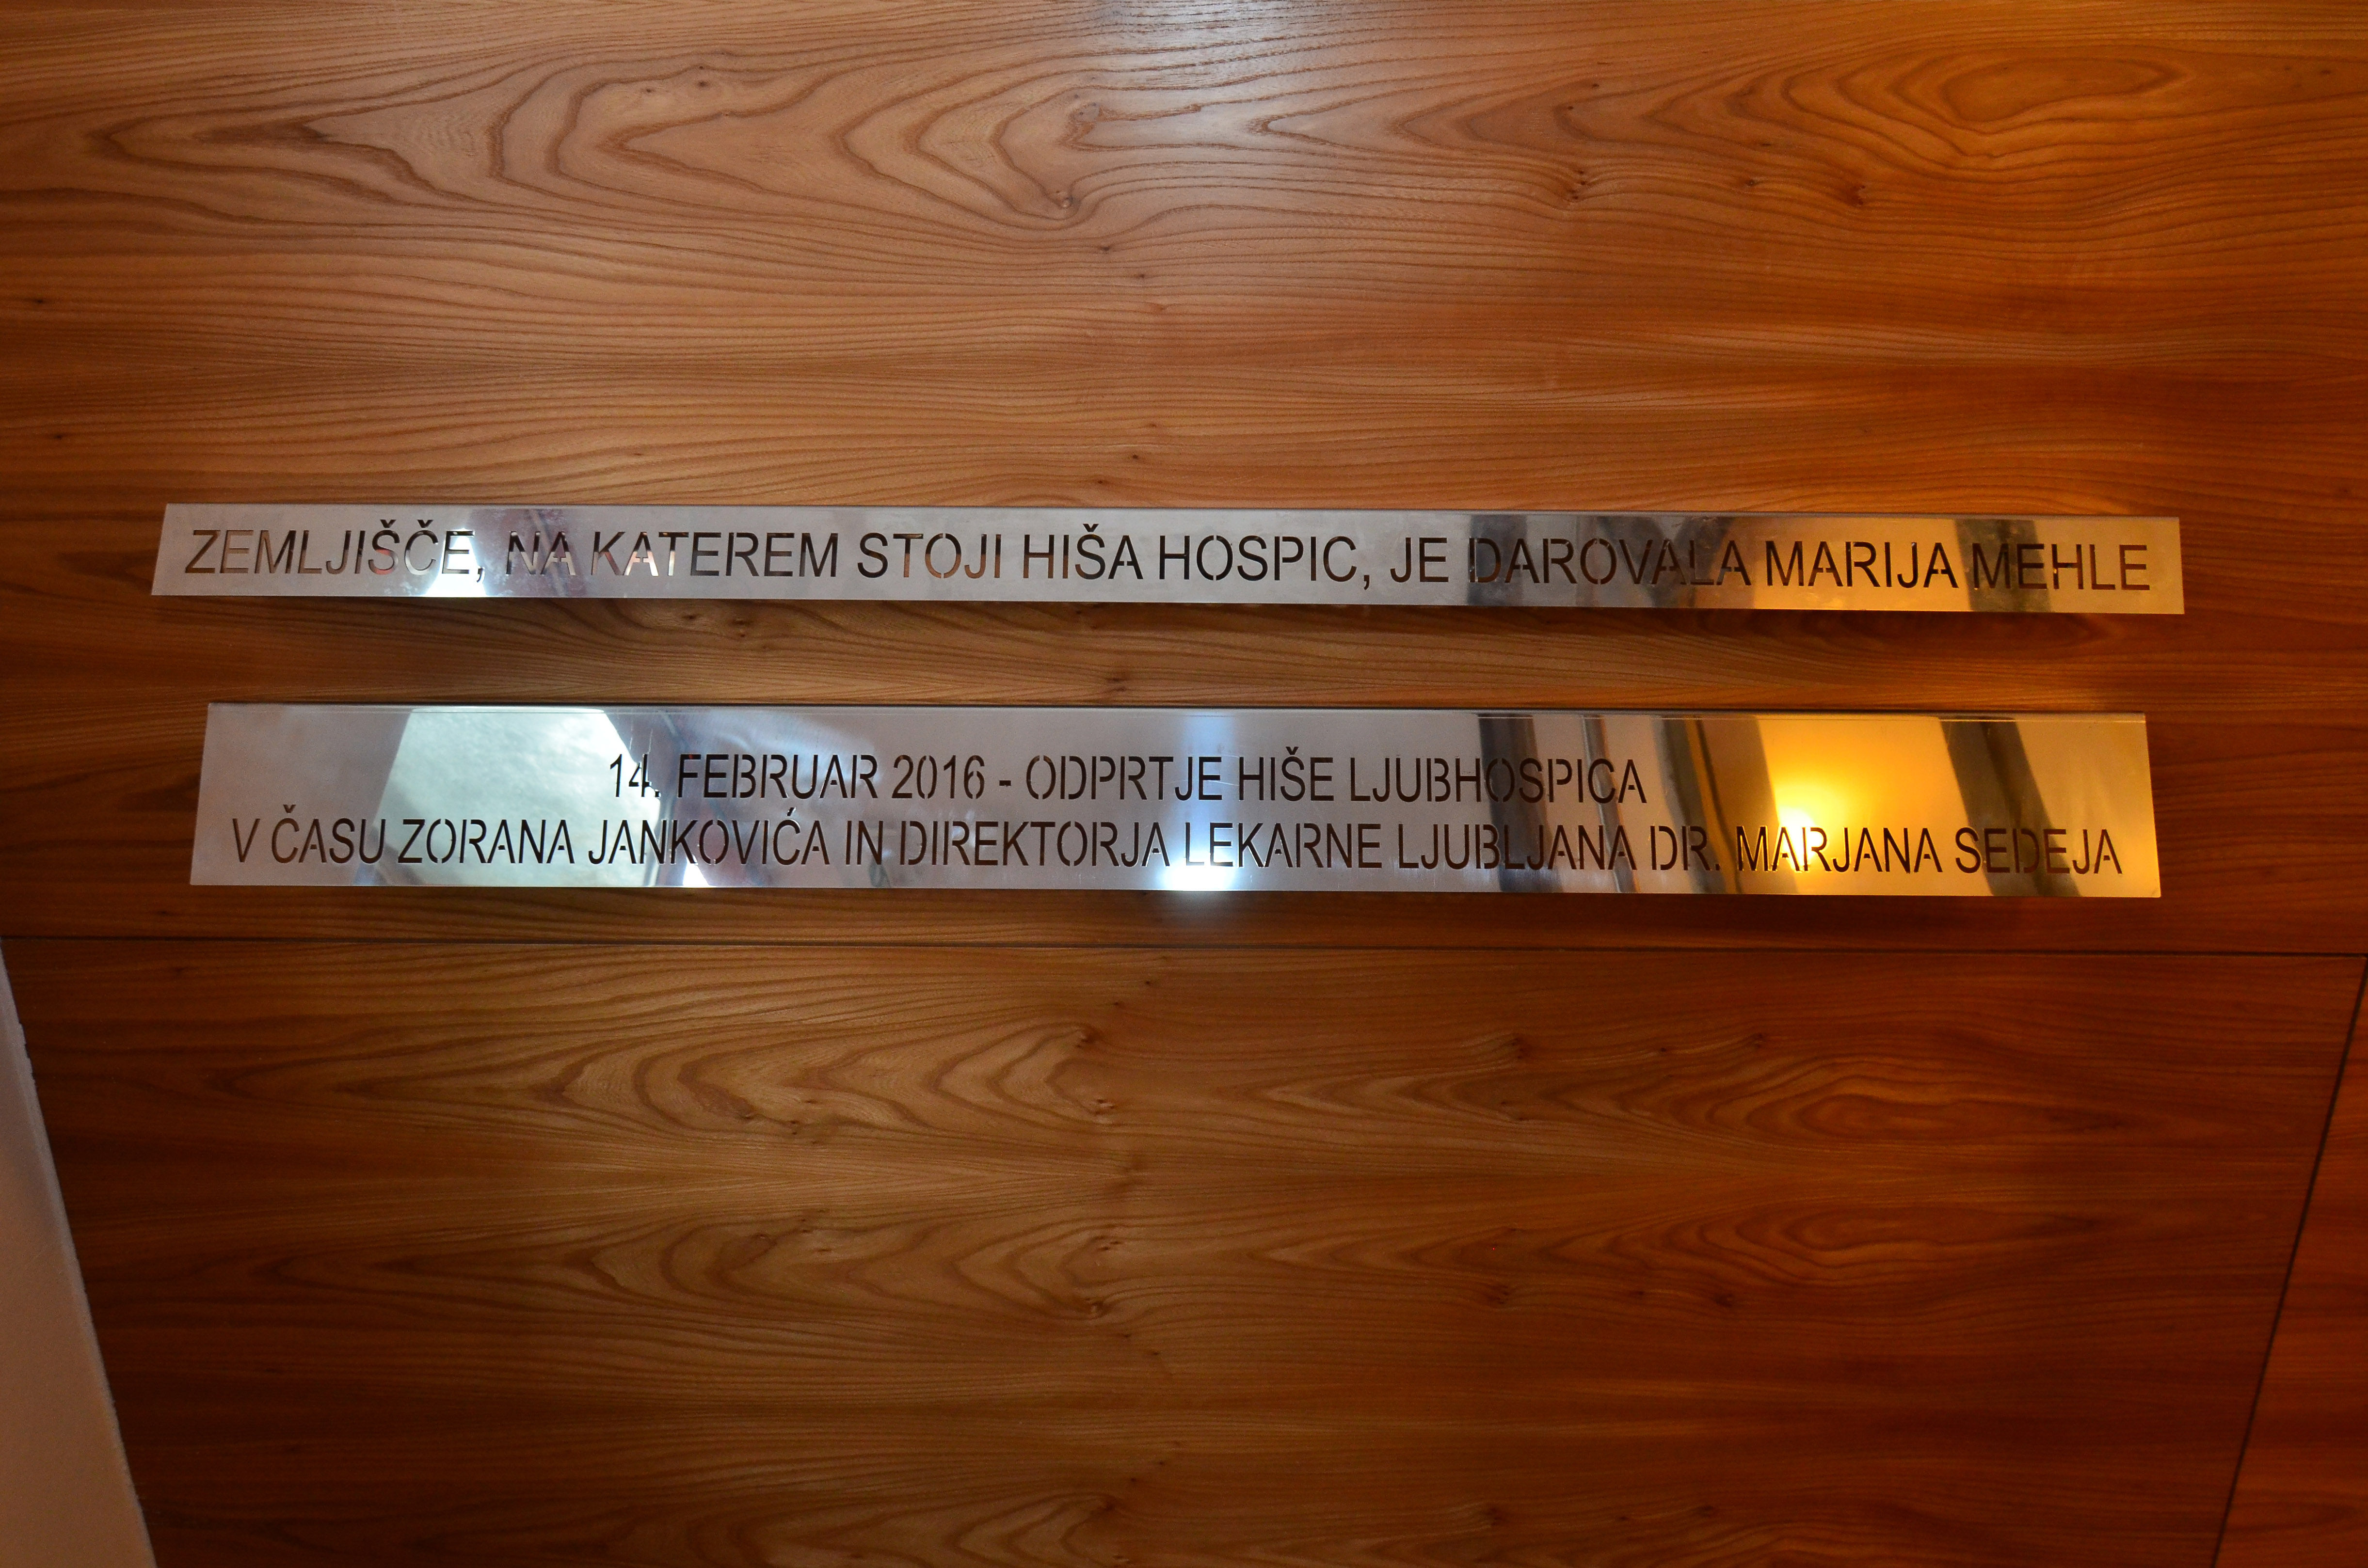 ZEMLJIŠČE, NA KATEREM STOJI HIŠA HOSPIC, JE DAROVALA MARIJA MEHLE
14. FEBRUAR 2016 - ODPRTJE HIŠE LJUBHOSPICA
V ČASU ZORANA JANKOVIĆA IN DIREKTORJA LEKARNE LJUBLJANA DR. MARJANA SEDEJA